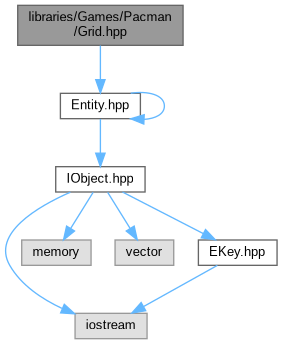 libraries/Games/Pacman
/Grid.hpp
Entity.hpp
IObject.hpp
memory
vector
EKey.hpp
iostream